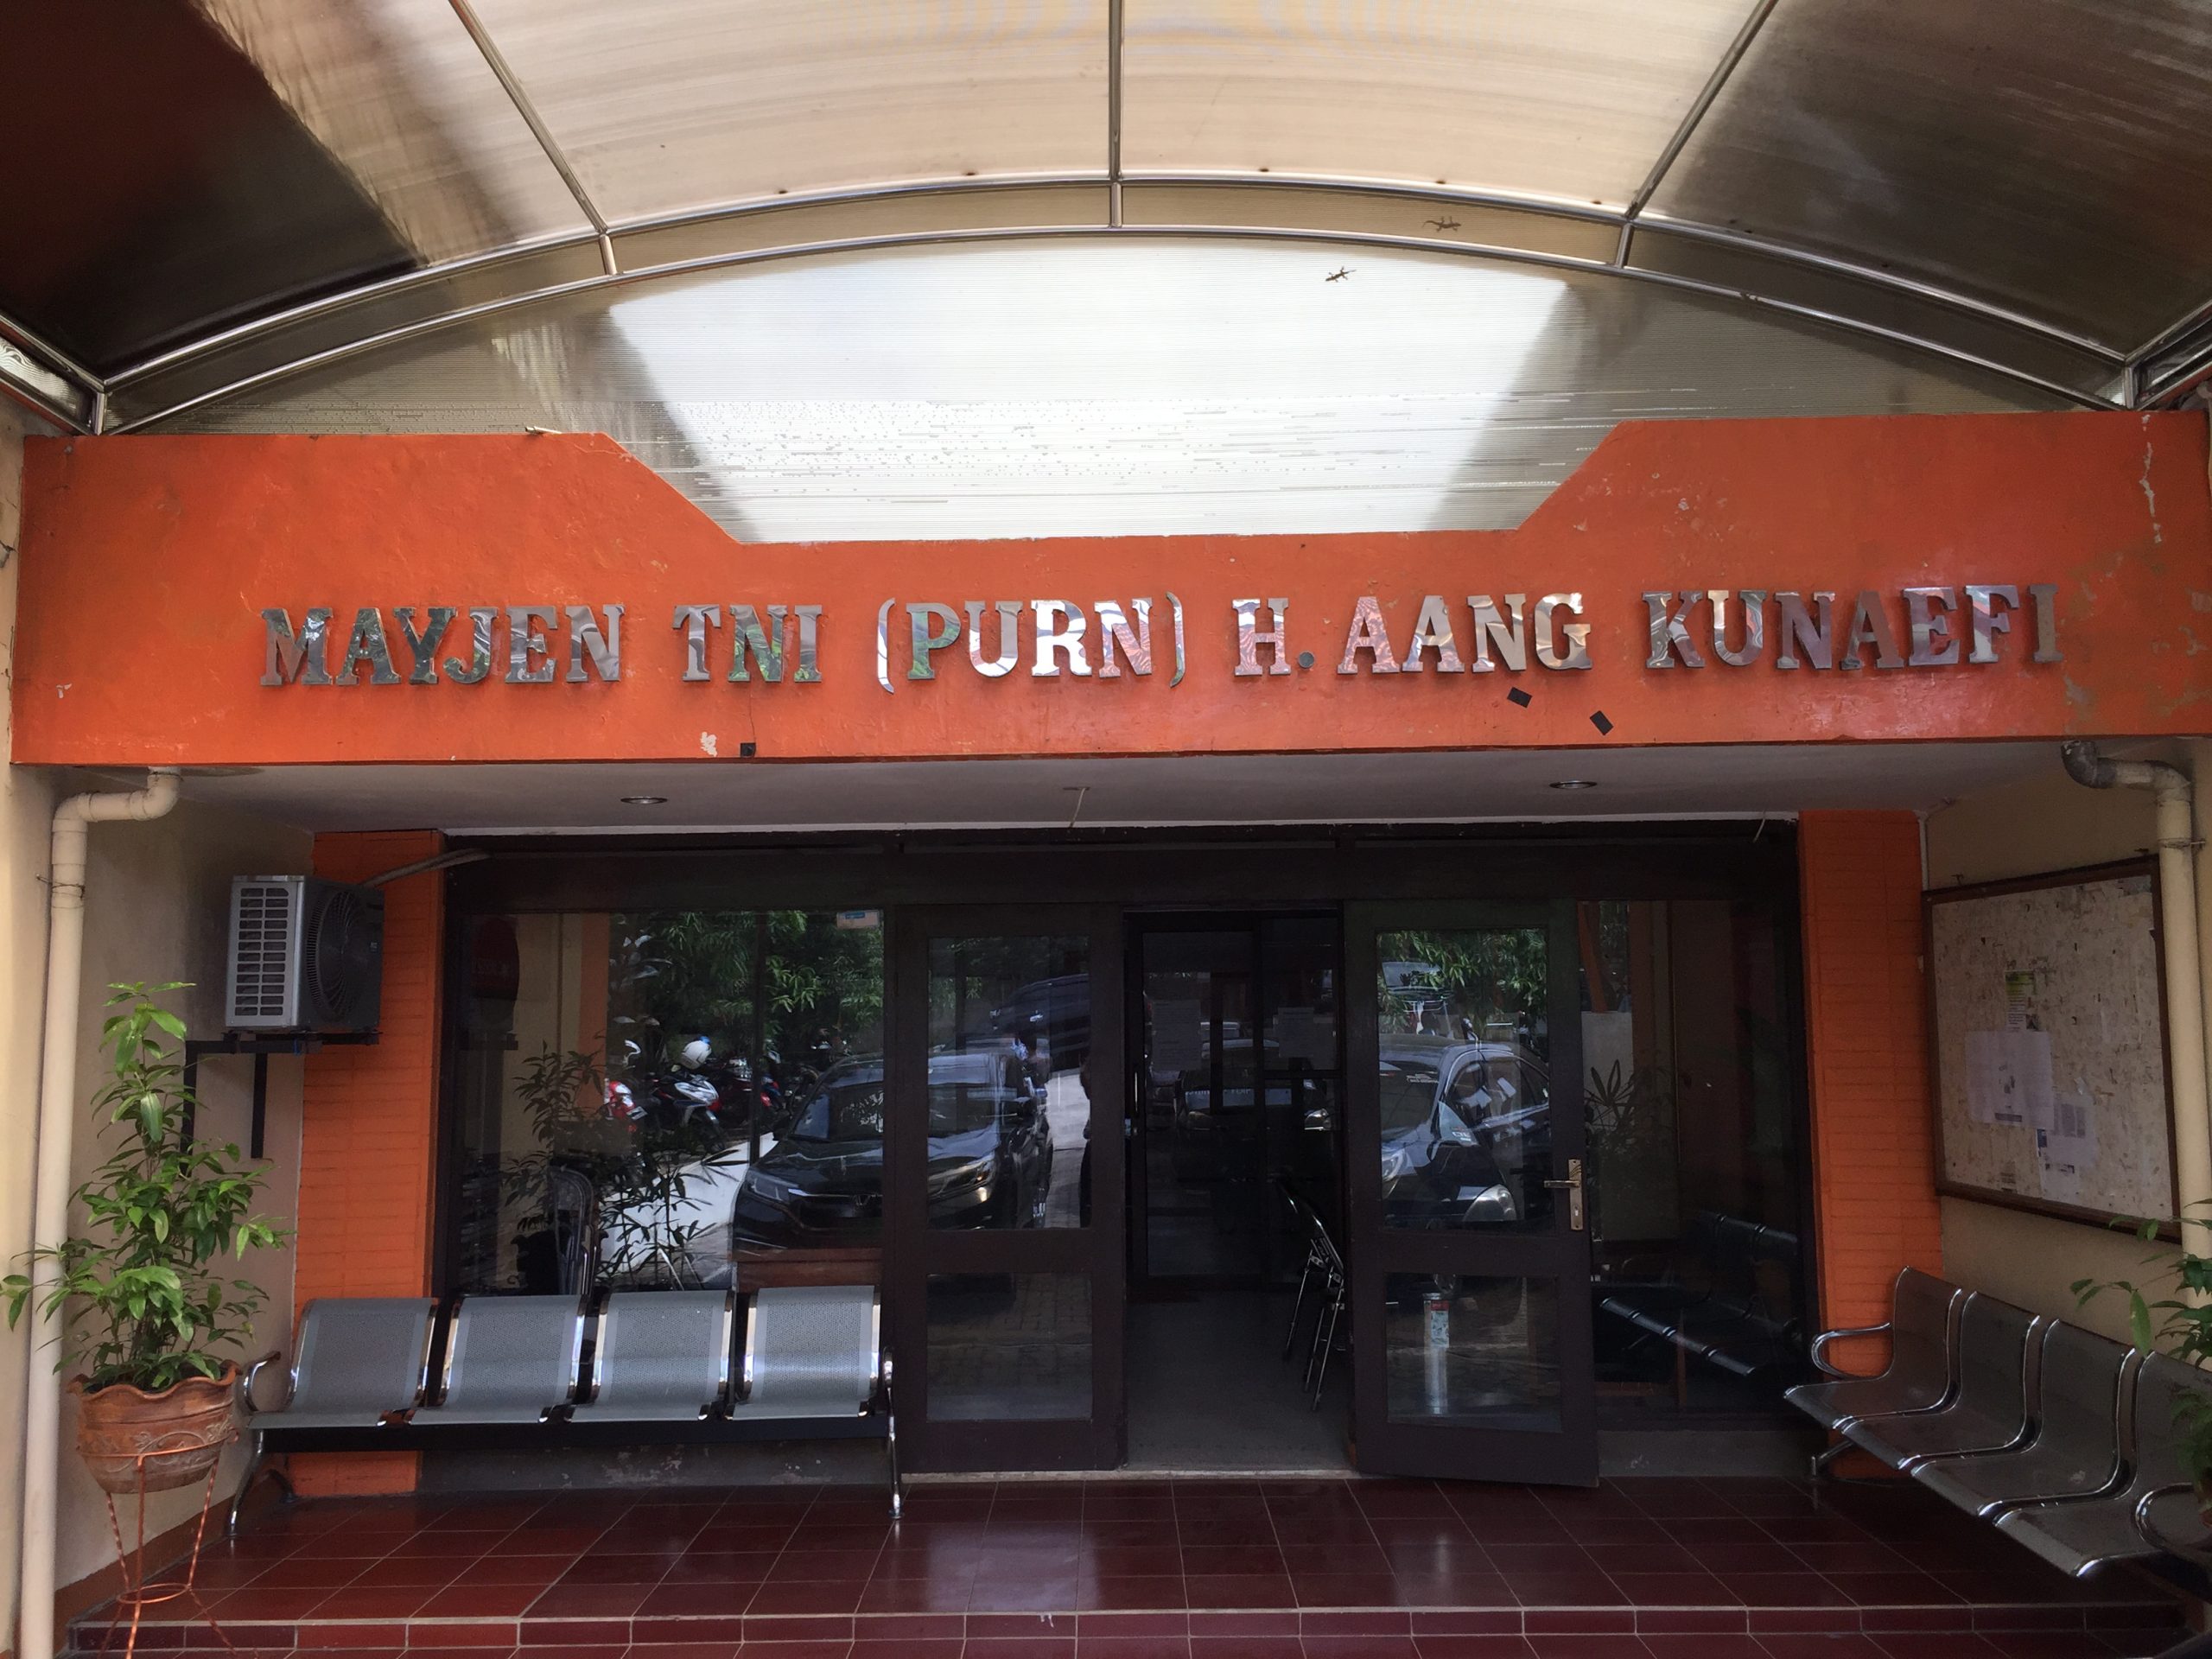 MAYJEN TNI (PURN) H. AANG KUNAEFI